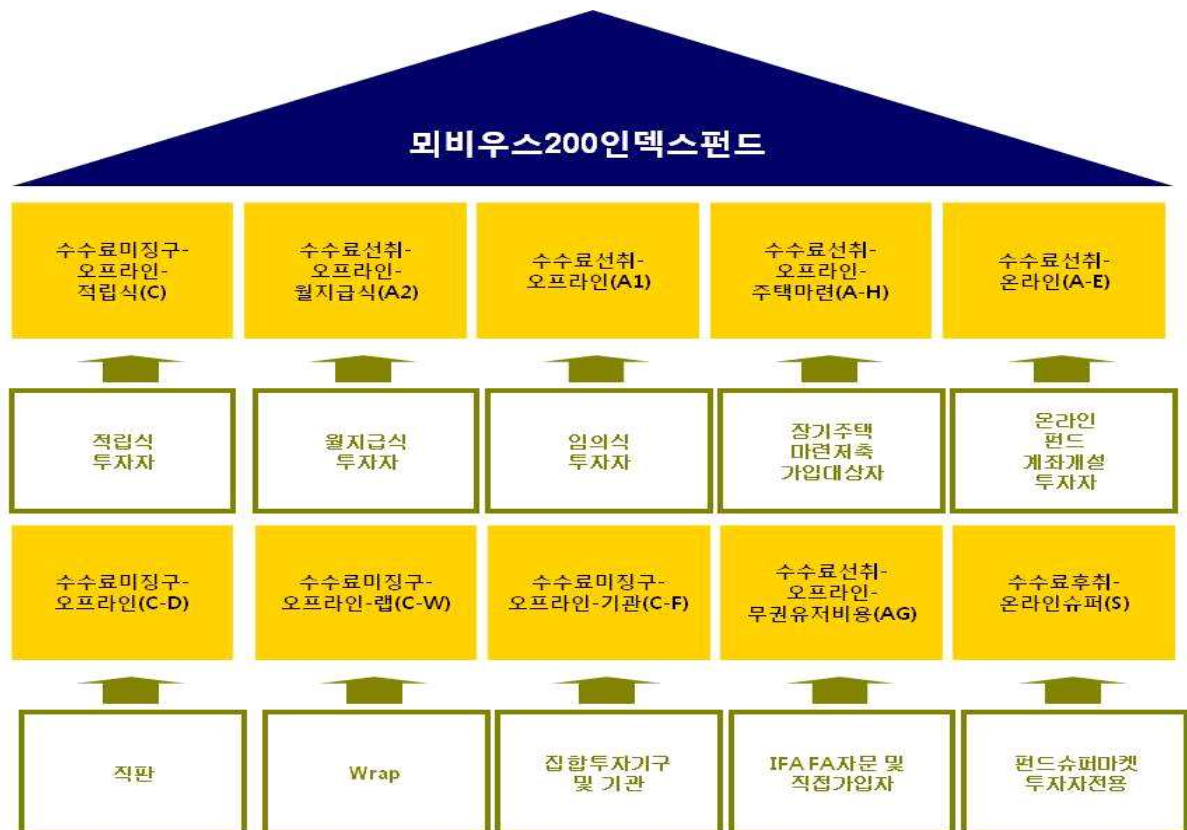 뫼비우스200인덱스펀드
수수료미징구-
오프라인-
적립식(C)
수수료선취-
오프라인-
월지급식(A2)
수수료선취-
오프라인(A1)
수수료선취-
오프라인-
주택마련(A-H)
수수료선취-
온라인(A-E)
적립식
투자자
월지급식
투자자
임의식
투자자
장기주택
마련저축
가입대상자
온라인
펀드
계좌개설
투자자
수수료미징구-
오프라인(C-D)
수수료미징구-
오프라인-랩(C-W)
수수료미징구-
오프라인-기관(C-F)
수수료선취-
오프라인-
무권유저비용(AG)
수수료후취-
온라인슈퍼(S)
직판
Wrap
집합투자기구
및 기관
IFA FA자문 및
직접가입자
펀드슈퍼마켓
투자자전용